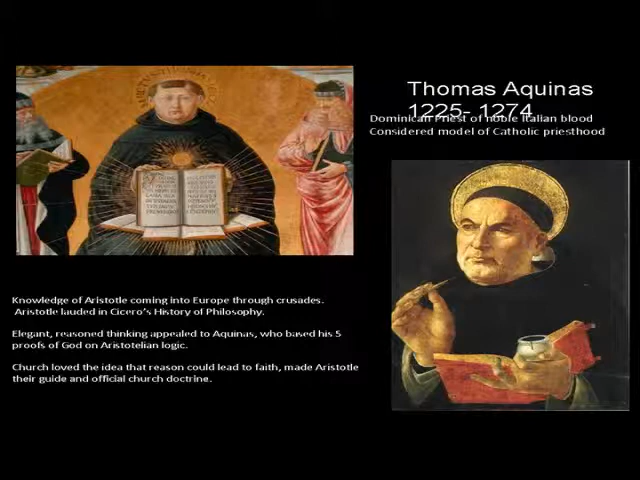 Thomas Aquinas
1225- 1274
Dominican Priest of noble Italian blood
Considered model of Catholic priesthood
Knowledge of Aristotle coming into Europe through crusades.
Aristotle lauded in Cicero's History of Philosophy.
Elegant, reasoned thinking appealed to Aquinas, who based his 5
proofs of God on Aristotelian logic.
Church loved the idea that reason could lead to faith, made Aristotle
their guide and official church doctrine.